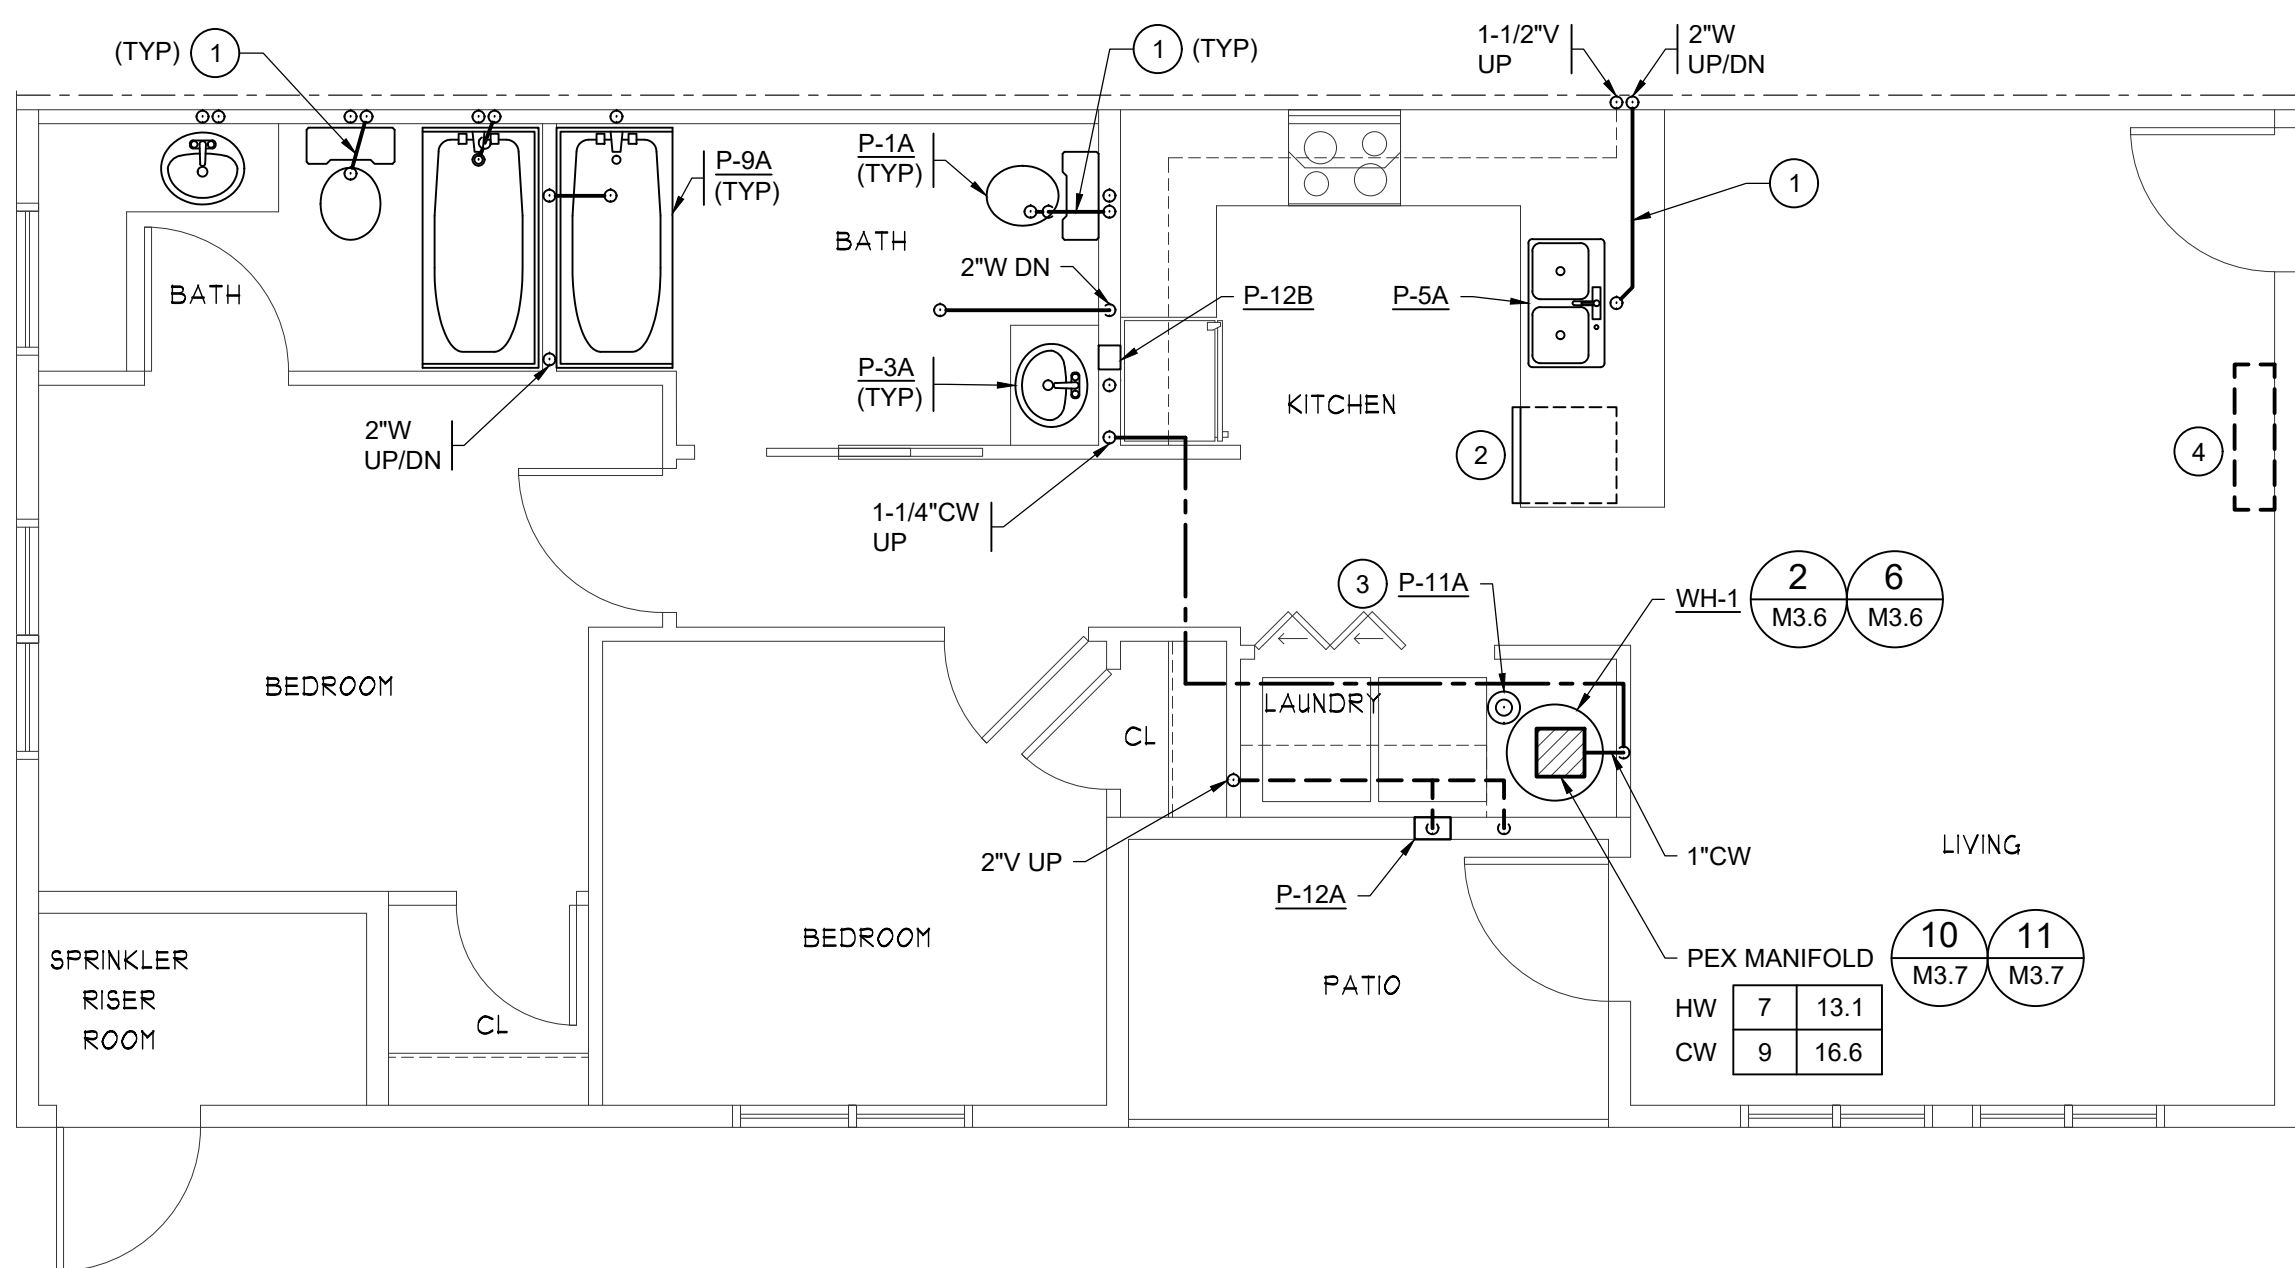 (TYP) 1
1 (TYP)
1-1/2"V
UP
2"W
UP/DN
P-9A
(TYP)
P-1A
(TYP)
1
BATH
BATH
2"W DN
P-12B
P-5A
P-3A
(TYP)
KITCHEN
2"W
UP/DN
2
4
1-1/4"CW
UP
3 P-11A
WH-1
2
M3.6
6
M3.6
BEDROOM
LAUNDRY
CL
2"V UP
1"CW
LIVING
P-12A
BEDROOM
SPRINKLER
RISER
ROOM
CL
PATIO
PEX MANIFOLD
10
M3.7
11
M3.7
HW 7 13.1
CW 9 16.6